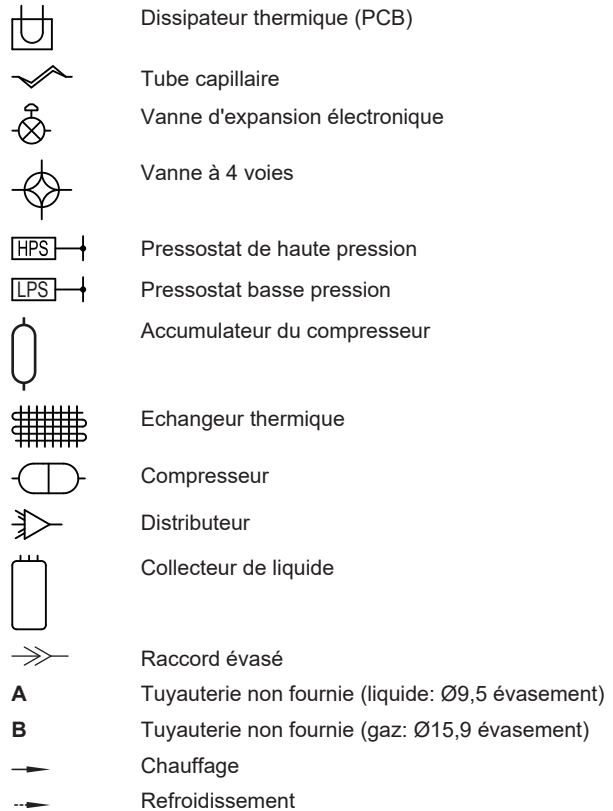 Dissipateur thermique (PCB)
Tube capillaire
Vanne d'expansion électronique
Vanne à 4 voies
HPS Pressostat de haute pression
LPS Pressostat basse pression
Accumulateur du compresseur
Echangeur thermique
Compresseur
Distributeur
Collecteur de liquide
Raccord évasé
A Tuyauterie non fournie (liquide: Ø9,5 évasement)
B Tuyauterie non fournie (gaz: Ø15,9 évasement)
Chauffage
Refroidissement